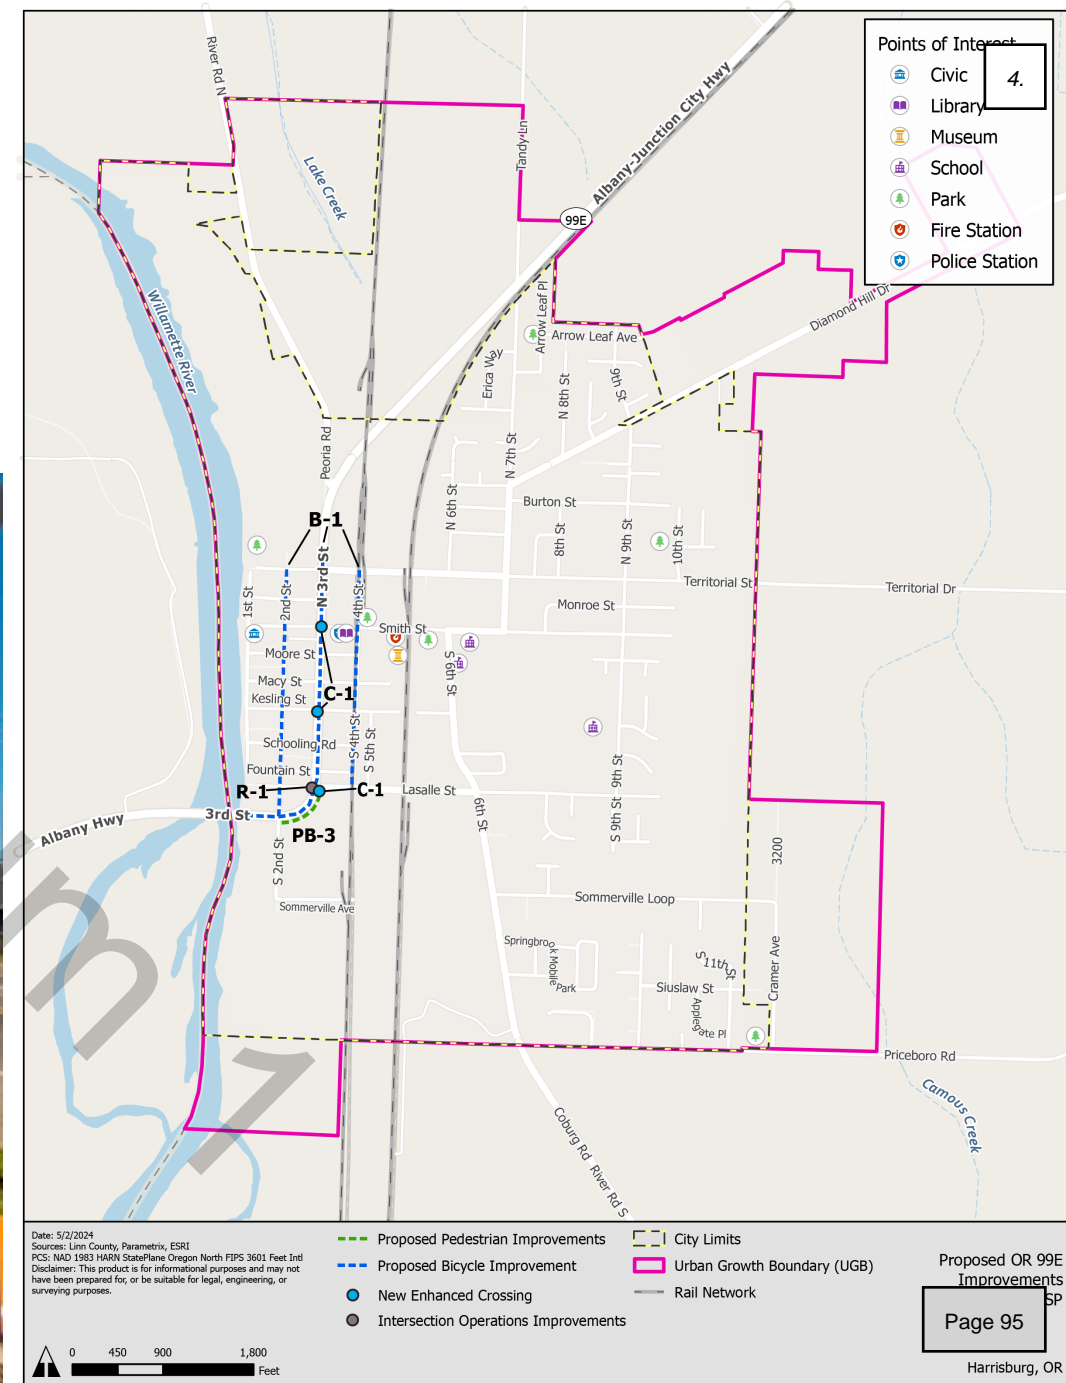 Points of Interest
Civic
Library
Museum
School
Park
Fire Station
Police Station
4.
River Rd N
Lake Creek
Tandy Ln
Albany-Junction City Hwy
99E
Willamette River
Diamond Hill Dr
Arrow Leaf Pl
Arrow Leaf Ave
Erica Way
N 8th St
9th St
Peoria Rd
N 7th St
N 6th St
Burton St
B-1
8th St
N 9th St
10th St
N 3rd St
Territorial St
Territorial Dr
1st St
2nd St
4th St
Monroe St
Smith St
Moore St
S 6th St
Macy St
C-1
Kesling St
S 4th St
S 5th St
Schooling Rd
Fountain St
9th St
R-1
C-1
Lasalle St
3rd St
6th St
S 9th St
Albany Hwy
PB-3
S 2nd St
3200
Sommerville Loop
Sommerville Ave
Springbrook Mobile Park
S 11th St
Cramer Ave
Siuslaw St
Applegate Pl
Priceboro Rd
Camous Creek
Coburg Rd
River Rd S
m 1
Date: 5/2/2024
Sources: Linn County, Parametrix, ESRI
PCS: NAD 1983 HARN StatePlane Oregon North FIPS 3601 Feet Intl
Disclaimer: This product is for informational purposes and may not
have been prepared for, or be suitable for legal, engineering, or
surveying purposes.
0 450 900 1,800
Feet
Proposed Pedestrian Improvements
Proposed Bicycle Improvement
New Enhanced Crossing
Intersection Operations Improvements
City Limits
Urban Growth Boundary (UGB)
Rail Network
Proposed OR 99E
Improvements
SP
Page 95
Harrisburg, OR